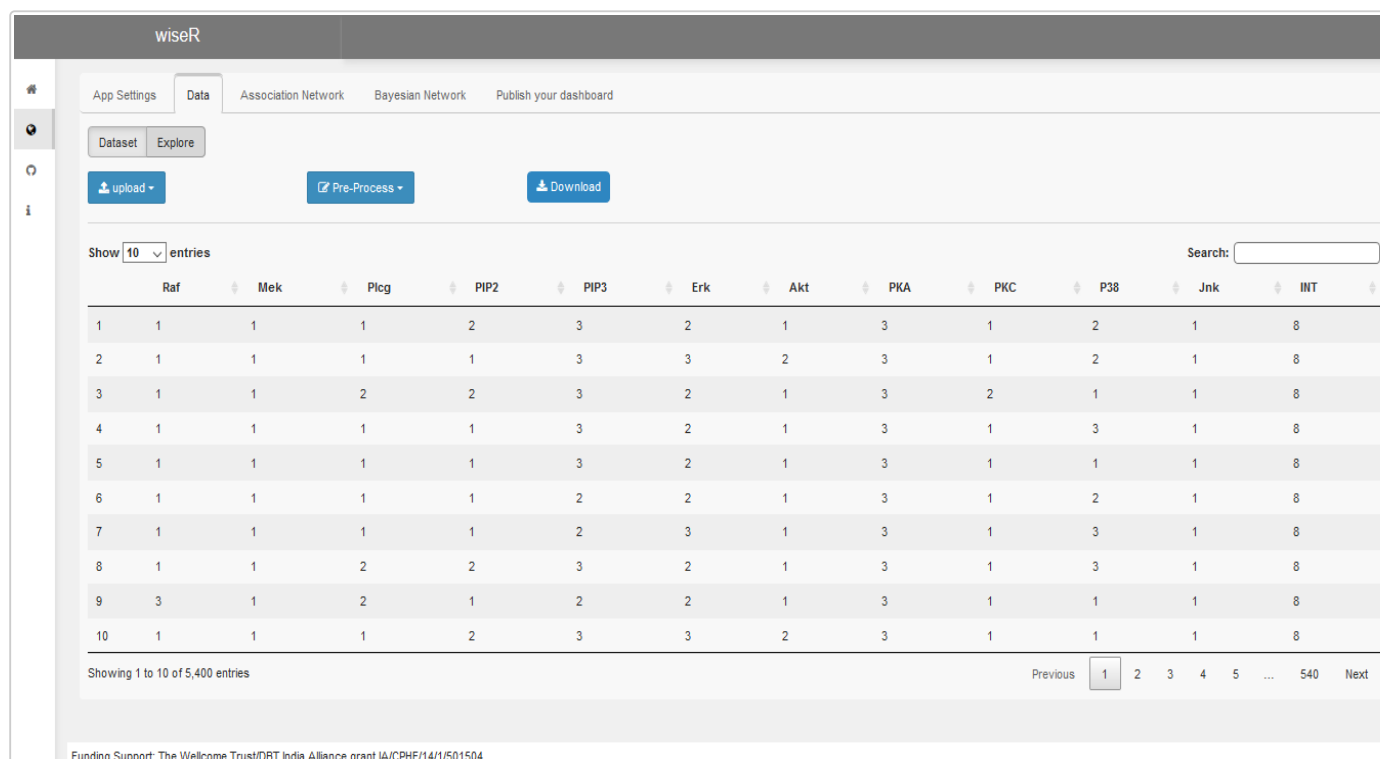 wiseR
App Settings Data Association Network Bayesian Network Publish your dashboard
Dataset Explore
upload Pre-Process Download
Show 10 entries Search:
Raf Mek Plcg PIP2 PIP3 Erk Akt PKA PKC P38 Jnk INT
1 1 1 1 2 3 2 1 3 1 2 1 8
2 1 1 1 1 3 3 2 3 1 2 1 8
3 1 1 2 2 3 2 1 3 2 1 1 8
4 1 1 1 1 3 2 1 3 1 3 1 8
5 1 1 1 1 3 2 1 3 1 1 1 8
6 1 1 1 1 2 2 1 3 1 2 1 8
7 1 1 1 1 2 3 1 3 1 3 1 8
8 1 1 2 2 3 2 1 3 1 3 1 8
9 3 1 2 1 2 2 1 3 1 1 1 8
10 1 1 1 2 3 3 2 3 1 1 1 8
Showing 1 to 10 of 5,400 entries Previous 1 2 3 4 5 ... 540 Next
Funding Support: The Wellcome Trust/DBT India Alliance grant IA/CPHE/14/1/501504